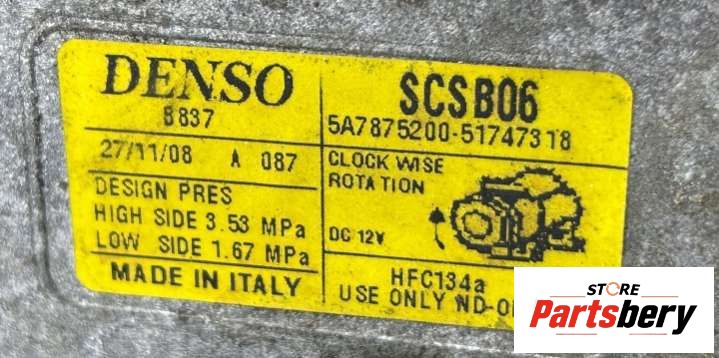 DENSO
B837
27/11/08 A 087
DESIGN PRES
HIGH SIDE 3.53 MPa
LOW SIDE 1.67 MPa
MADE IN ITALY
SCSB06
5A7875200-51747318
CLOCK WISE
ROTATION
DC 12V
HFC134a
USE ONLY ND-O
STORE
Partsbery